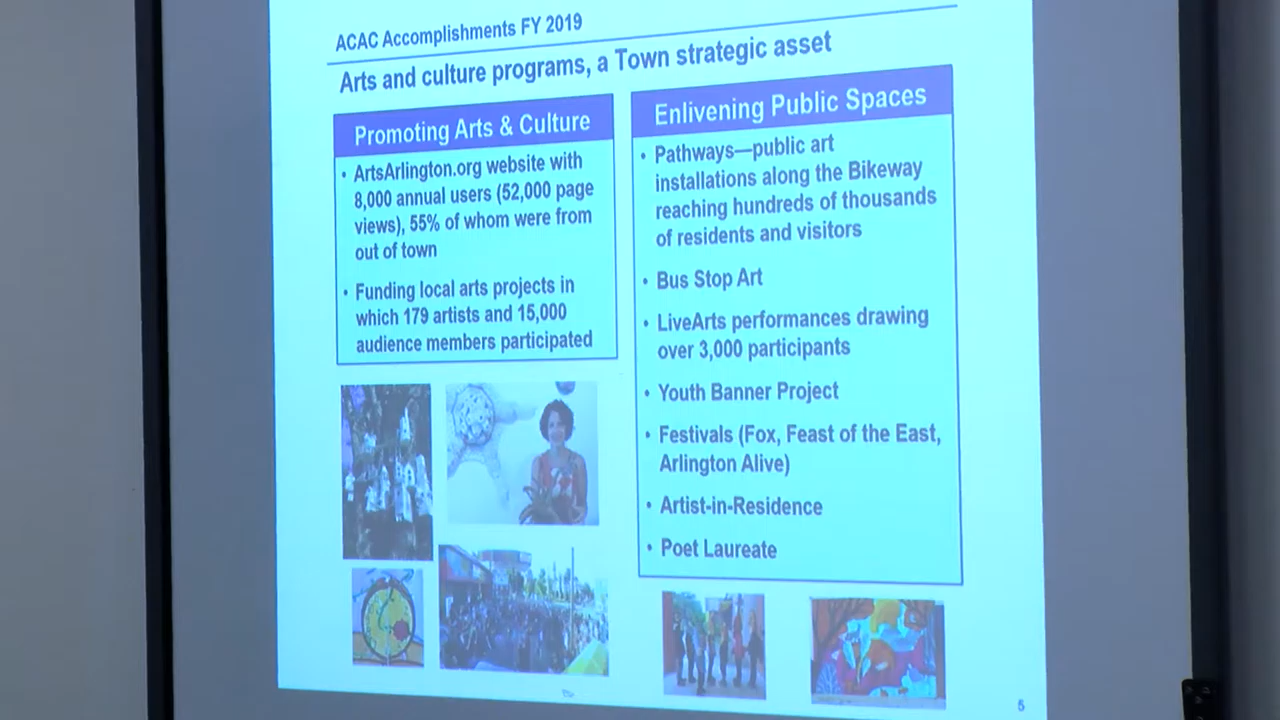 ACAC Accomplishments FY 2019
Arts and culture programs, a Town strategic asset
Promoting Arts & Culture
• ArtsArlington.org website with
8,000 annual users (52,000 page
views), 55% of whom were from
out of town
• Funding local arts projects in
which 179 artists and 15,000
audience members participated
Enlivening Public Spaces
• Pathways—public art
installations along the Bikeway
reaching hundreds of thousands
of residents and visitors
• Bus Stop Art
• LiveArts performances drawing
over 3,000 participants
• Youth Banner Project
• Festivals (Fox, Feast of the East,
Arlington Alive)
• Artist-in-Residence
• Poet Laureate
5